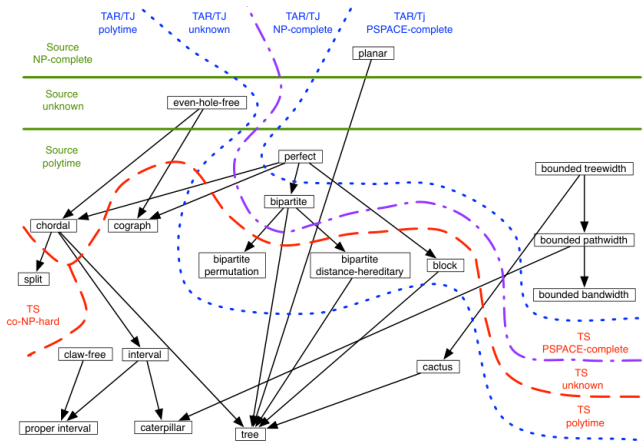 TAR/TJ
polytime
TAR/TJ
unknown
TAR/TJ
NP-complete
TAR/Tj
PSPACE-complete
Source
NP-complete
planar
Source
unknown
even-hole-free
Source
polytime
perfect
bounded treewidth
bipartite
chordal
cograph
bounded pathwidth
bipartite
permutation
bipartite
distance-hereditary
block
split
bounded bandwidth
TS
co-NP-hard
TS
PSPACE-complete
claw-free
interval
cactus
TS
unknown
TS
polytime
proper interval
caterpillar
tree